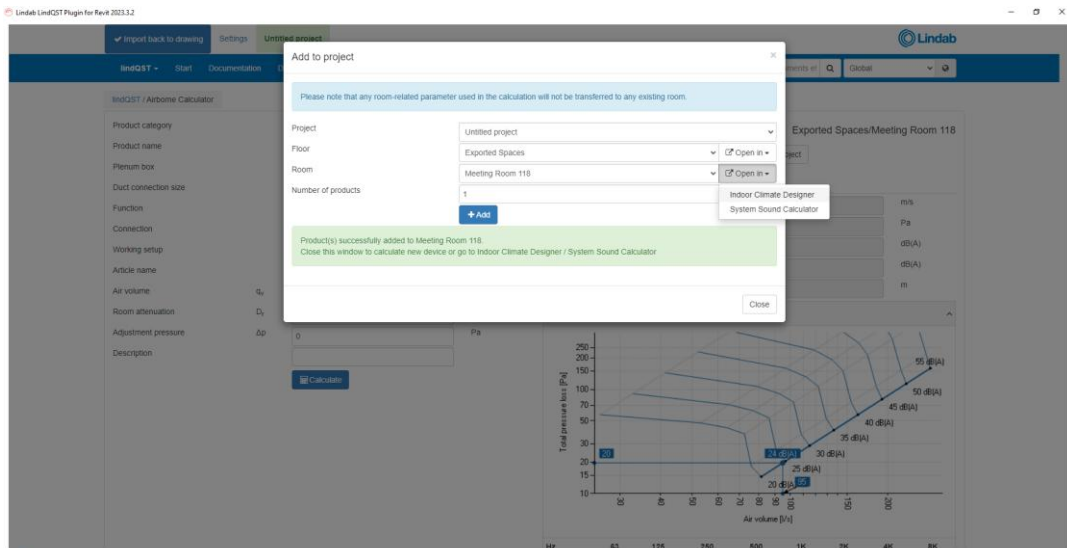 Lindab LindQST Plugin for Revit 2023.3.2
Import back to drawing Settings Untitled project
Lindab
lindQST Start Documentation Global
lindQST / Airborne Calculator
Add to project ×
Please note that any room-related parameter used in the calculation will not be transferred to any existing room.
Project Untitled project
Floor Exported Spaces Open in
Room Meeting Room 118 Open in
Number of products 1
Indoor Climate Designer
System Sound Calculator
+ Add
Product(s) successfully added to Meeting Room 118.
Close this window to calculate new device or go to Indoor Climate Designer / System Sound Calculator
Close
Exported Spaces/Meeting Room 118
Product category
Product name
Plenum box
Duct connection size
Function
Connection
Working setup
Article name
Air volume qv
Room attenuation
Adjustment pressure Δp 0 Pa
Description
Calculate
m/s
Pa
dB(A)
dB(A)
m
Total pressure loss [Pa]
250
200
150
100
70
50
30
20
15
10
20
24 dB(A)
95
55 dB(A)
50 dB(A)
45 dB(A)
40 dB(A)
35 dB(A)
30 dB(A)
25 dB(A)
20 dB(A)
30 40 50 60 70 80 90 100 150 200
Air volume [l/s]
Hz 63 125 250 500 1K 2K 4K 8K